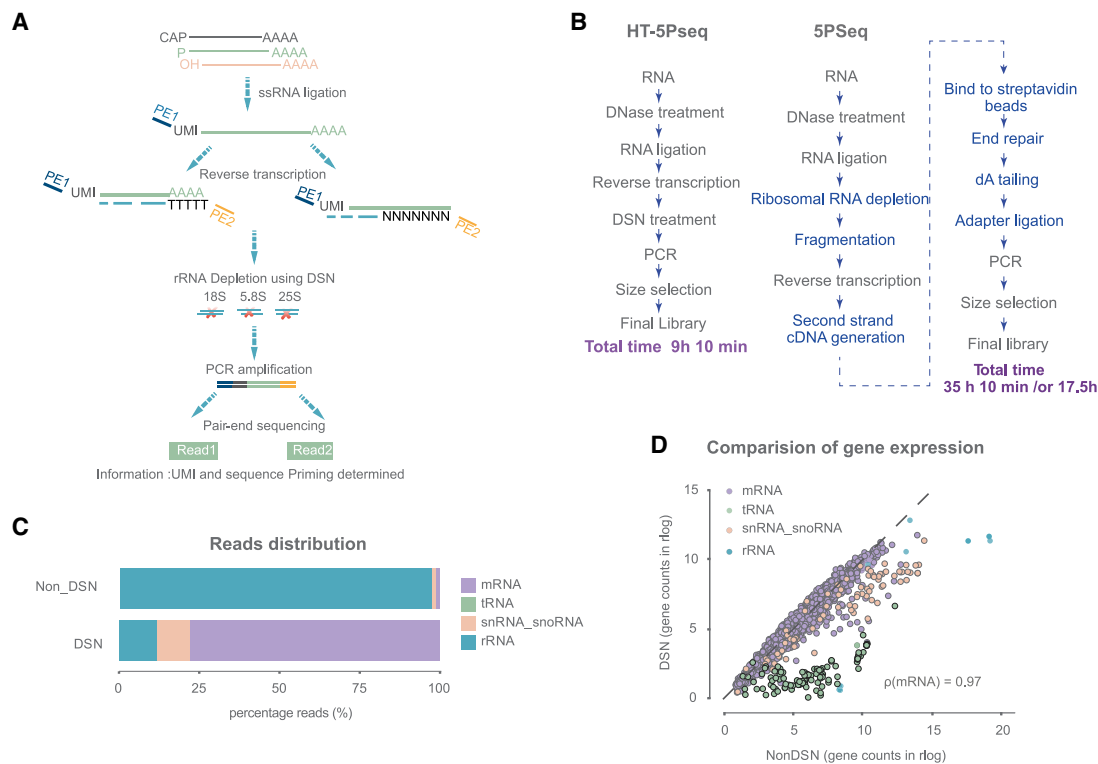 A
CAP AAAA
P AAAA
OH AAAA
ssRNA ligation
PE1
UMI AAAA
Reverse transcription
PE1 UMI AAAA
TTTTT
PE2
PE1 UMI
NNNNNNN
PE2
rRNA Depletion using DSN
18S 5.8S 25S
PCR amplification
Pair-end sequencing
Read1 Read2
Information :UMI and sequence Priming determined
B
HT-5Pseq
RNA
DNase treatment
RNA ligation
Reverse transcription
DSN treatment
PCR
Size selection
Final Library
Total time 9h 10 min
5PSeq
RNA
DNase treatment
RNA ligation
Ribosomal RNA depletion
Fragmentation
Reverse transcription
Second strand
cDNA generation
Bind to streptavidin
beads
End repair
dA tailing
Adapter ligation
PCR
Size selection
Final library
Total time
35 h 10 min /or 17.5h
C
Reads distribution
Non_DSN
DSN
0 25 50 75 100
percentage reads (%)
mRNA
tRNA
snRNA_snoRNA
rRNA
D
Comparision of gene expression
DSN (gene counts in rlog)
15
10
5
0
mRNA
tRNA
snRNA_snoRNA
rRNA
ρ(mRNA) = 0.97
0 5 10 15 20
NonDSN (gene counts in rlog)